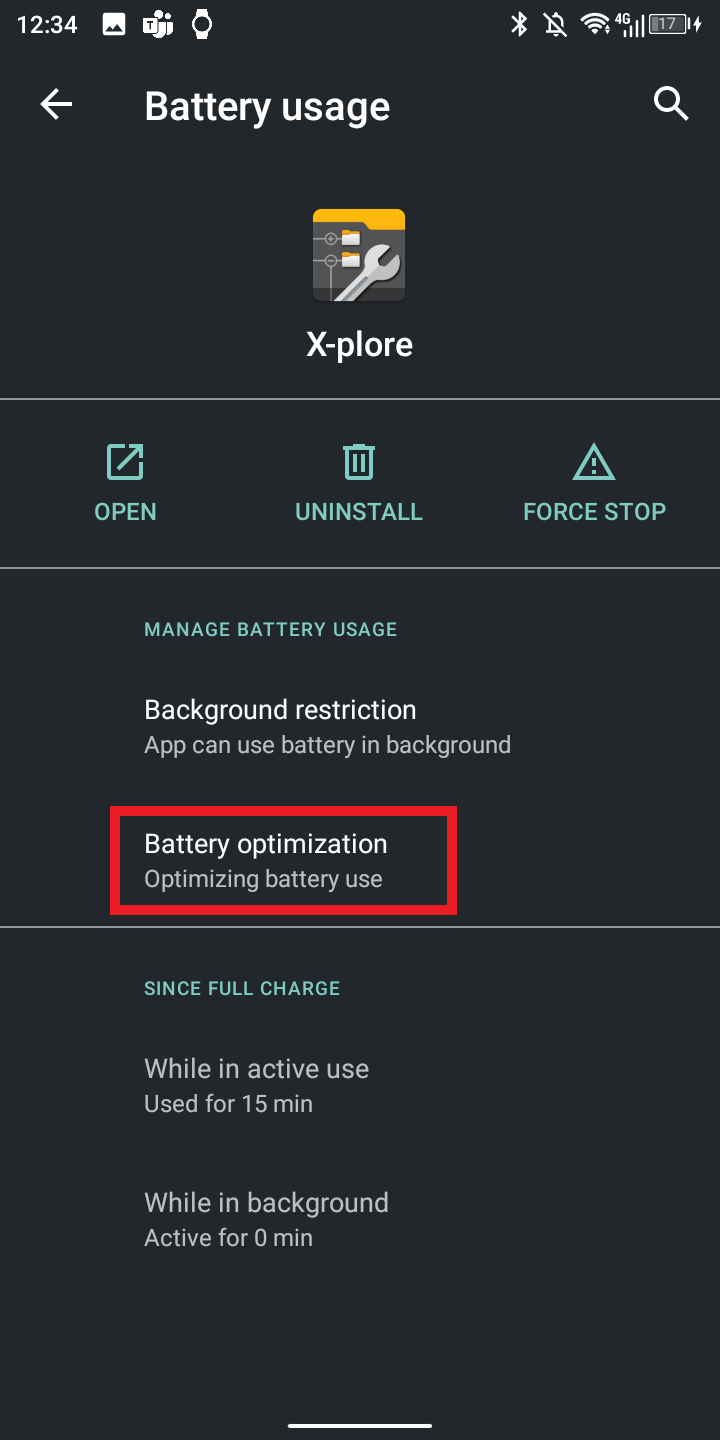 12:34
4G
17
Battery usage
X-plore
OPEN
UNINSTALL
FORCE STOP
MANAGE BATTERY USAGE
Background restriction
App can use battery in background
Battery optimization
Optimizing battery use
SINCE FULL CHARGE
While in active use
Used for 15 min
While in background
Active for 0 min